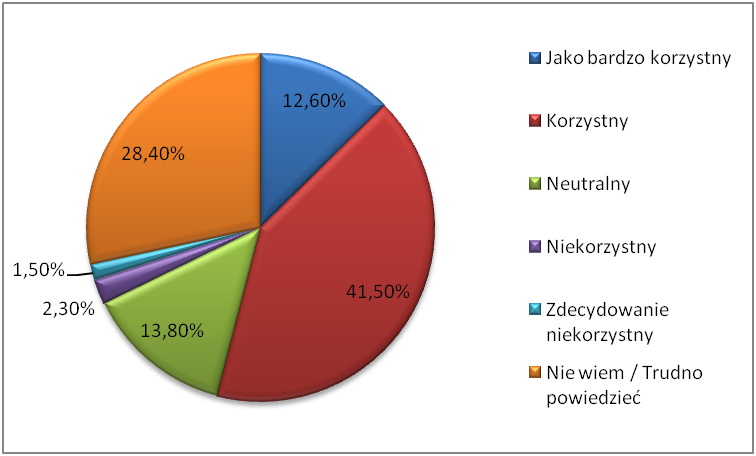 12,60%
41,50%
13,80%
2,30%
1,50%
28,40%
Jako bardzo korzystny
Korzystny
Neutralny
Niekorzystny
Zdecydowanie
niekorzystny
Nie wiem / Trudno
powiedzieć